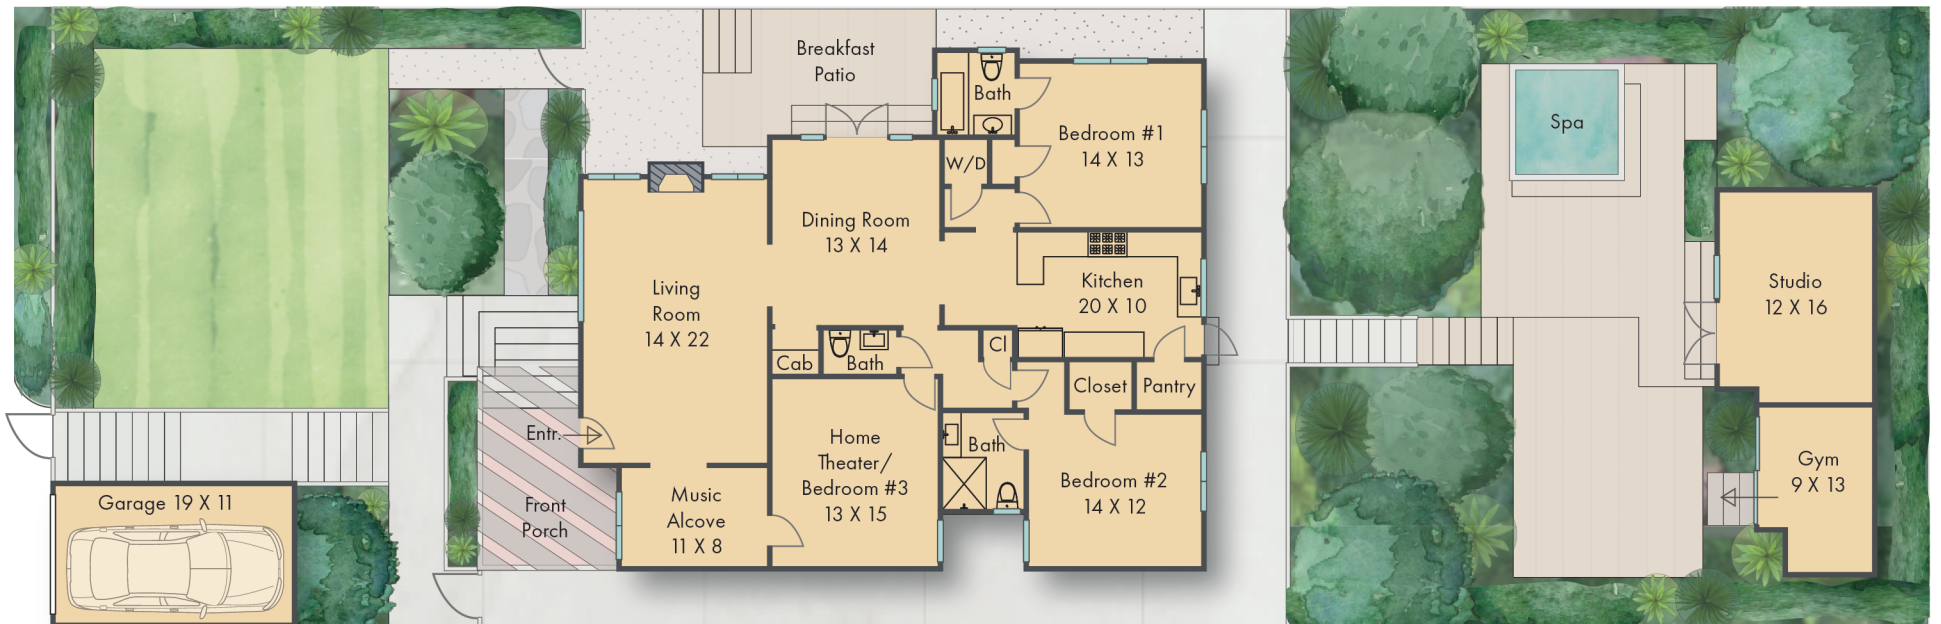 Breakfast
Patio
Bath
Bedroom #1
14 X 13
W/D
Spa
Dining Room
13 X 14
Living
Room
14 X 22
Kitchen
20 X 10
Studio
12 X 16
Cab
Bath
Cl
Closet
Pantry
Entr.
Home
Theater/
Bedroom #3
13 X 15
Bath
Bedroom #2
14 X 12
Gym
9 X 13
Garage 19 X 11
Front
Porch
Music
Alcove
11 X 8